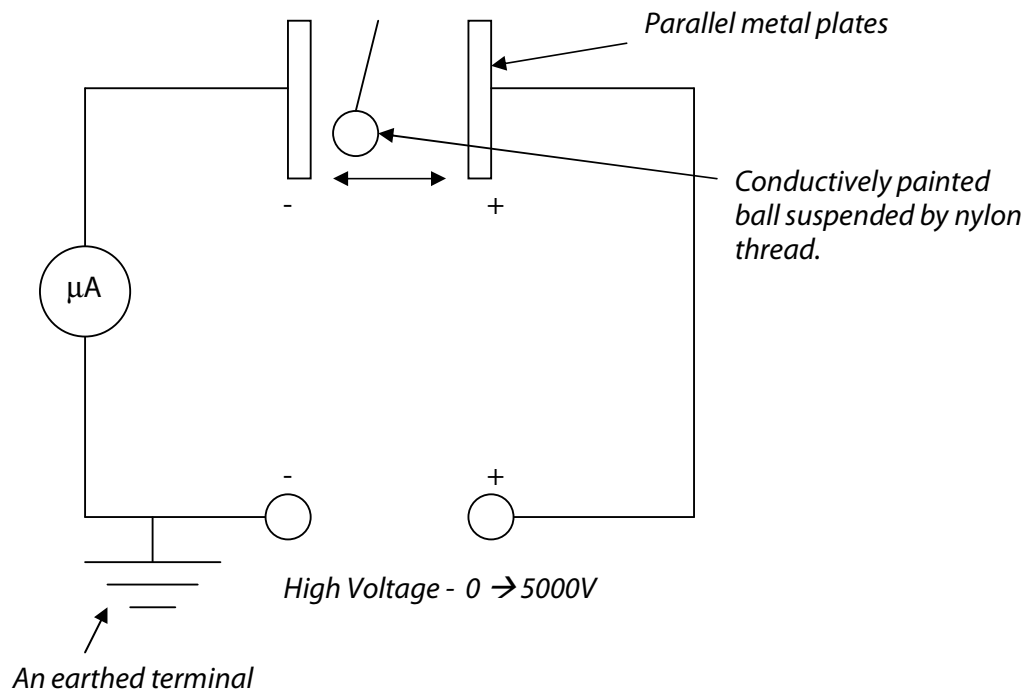 Parallel metal plates
Conductively painted
ball suspended by nylon
thread.
- +
μA
- +
High Voltage - 0 → 5000V
An earthed terminal